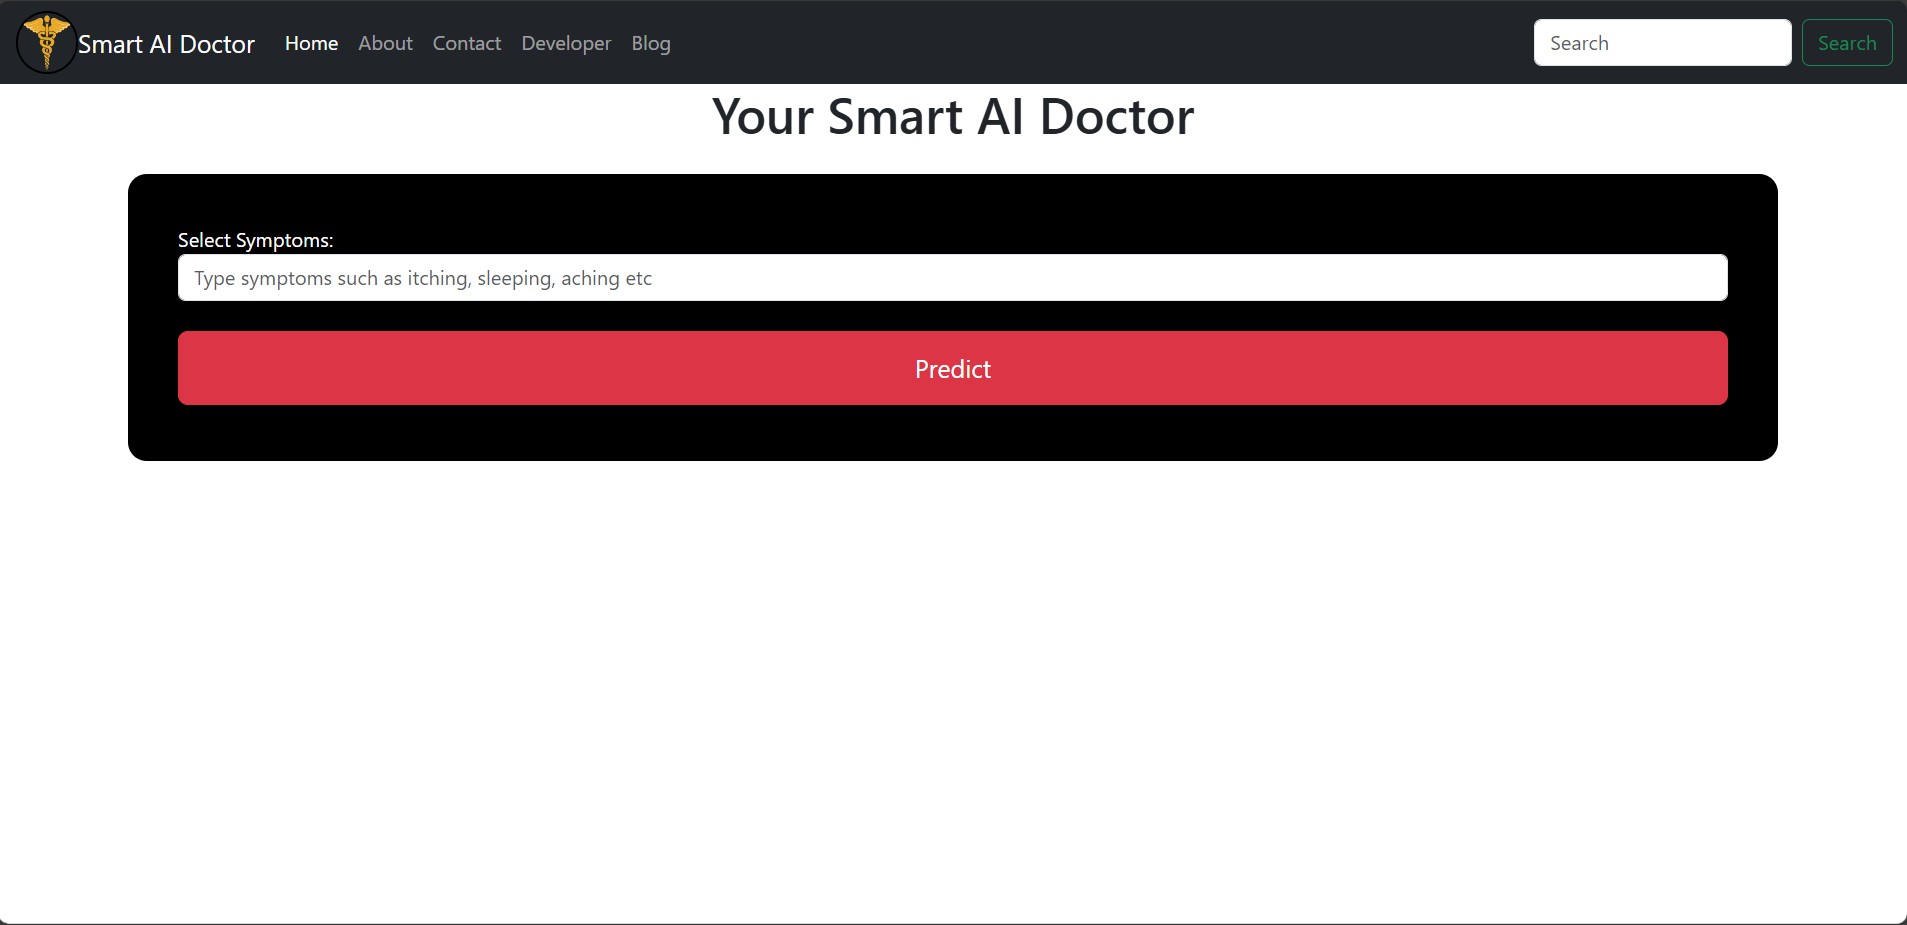 Smart AI Doctor Home About Contact Developer Blog Search Search
Your Smart AI Doctor
Select Symptoms:
Type symptoms such as itching, sleeping, aching etc
Predict